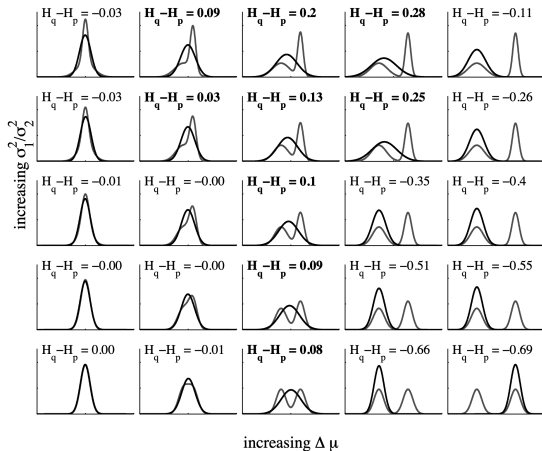 H_q−H_p = −0.03 H_q−H_p = 0.09 H_q−H_p = 0.2 H_q−H_p = 0.28 H_q−H_p = −0.11
H_q−H_p = −0.03 H_q−H_p = 0.03 H_q−H_p = 0.13 H_q−H_p = 0.25 H_q−H_p = −0.26
H_q−H_p = −0.01 H_q−H_p = −0.00 H_q−H_p = 0.1 H_q−H_p = −0.35 H_q−H_p = −0.4
H_q−H_p = −0.00 H_q−H_p = −0.00 H_q−H_p = 0.09 H_q−H_p = −0.51 H_q−H_p = −0.55
H_q−H_p = 0.00 H_q−H_p = −0.01 H_q−H_p = 0.08 H_q−H_p = −0.66 H_q−H_p = −0.69
increasing σ₁²/σ₂²
increasing Δ μ